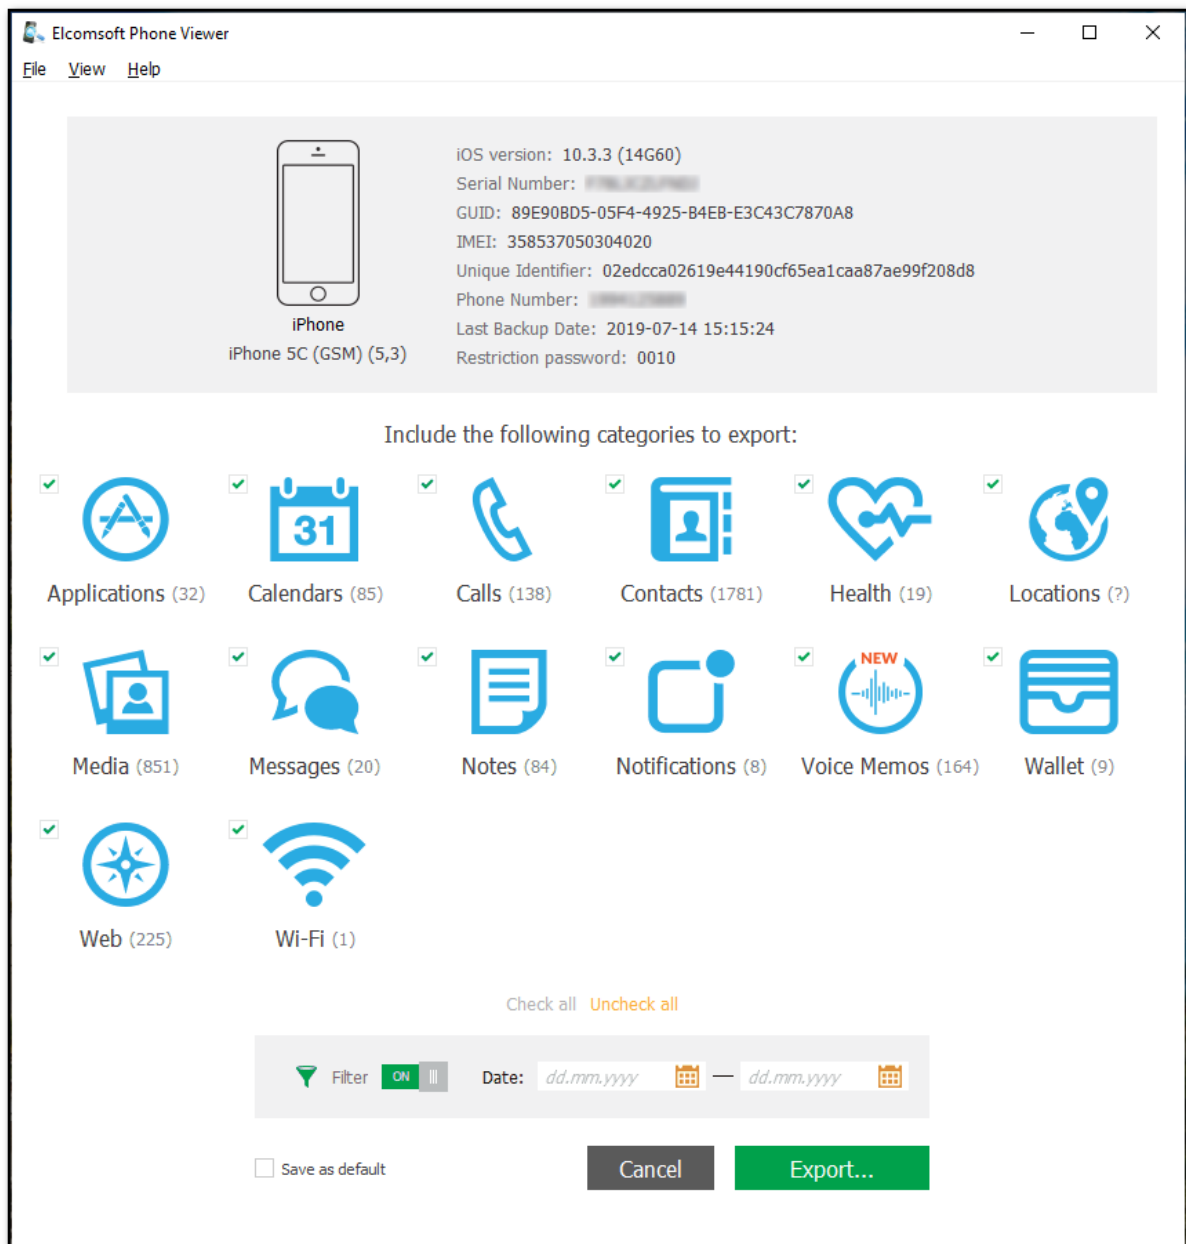 Elcomsoft Phone Viewer
File View Help
iOS version: 10.3.3 (14G60)
Serial Number:
GUID: 89E90BD5-05F4-4925-B4EB-E3C43C7870A8
IMEI: 358537050304020
Unique Identifier: 02edcca02619e44190cf65ea1caa87ae99f208d8
Phone Number:
Last Backup Date: 2019-07-14 15:15:24
Restriction password: 0010
iPhone
iPhone 5C (GSM) (5,3)
Include the following categories to export:
31
Applications (32) Calendars (85) Calls (138) Contacts (1781) Health (19) Locations (?)
NEW
Media (851) Messages (20) Notes (84) Notifications (8) Voice Memos (164) Wallet (9)
Web (225) Wi-Fi (1)
Check all Uncheck all
Filter ON Date: dd.mm.yyyy — dd.mm.yyyy
Save as default Cancel Export...